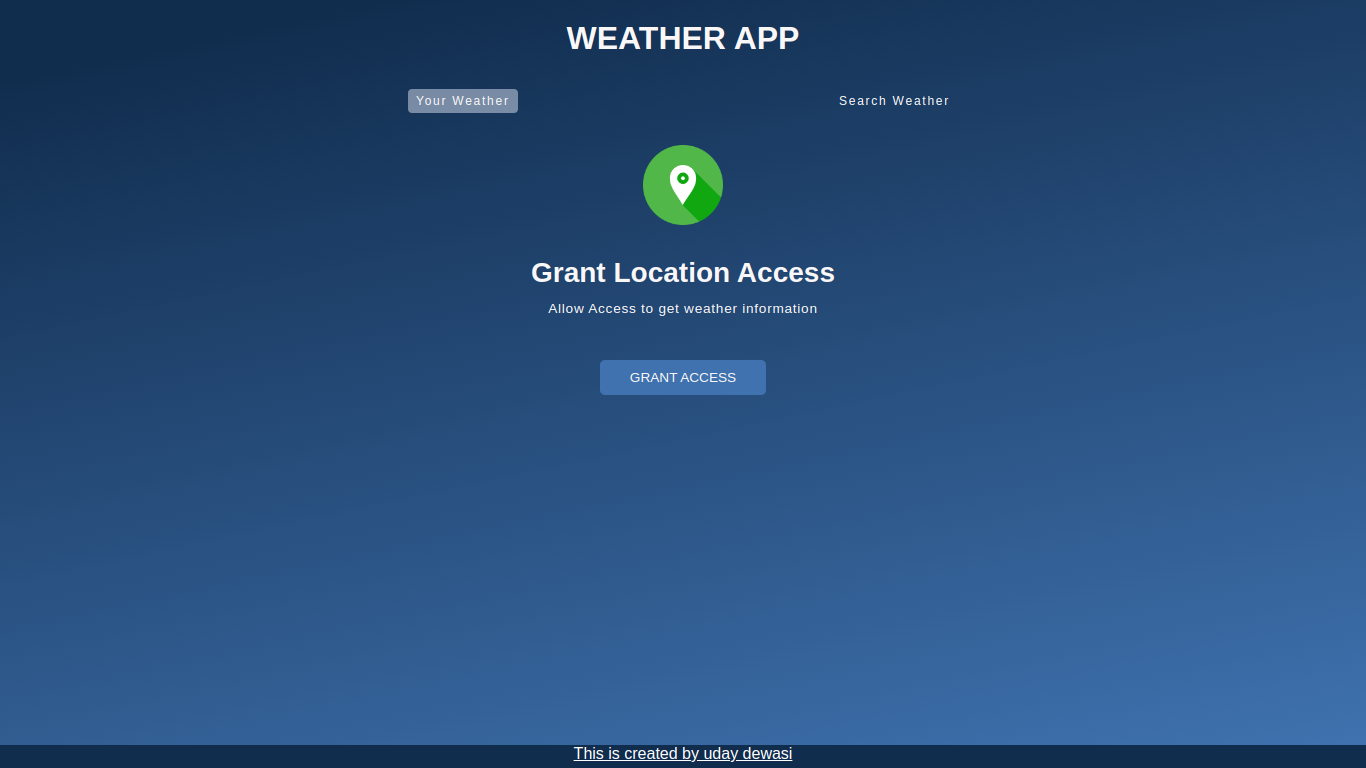 WEATHER APP
Your Weather
Search Weather
Grant Location Access
Allow Access to get weather information
GRANT ACCESS
This is created by uday dewasi